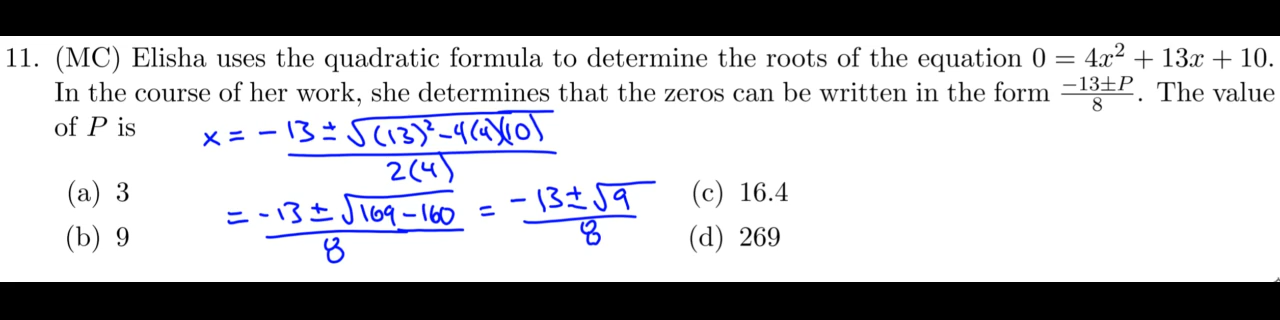 11. (MC) Elisha uses the quadratic formula to determine the roots of the equation 0 = 4x² + 13x + 10.
In the course of her work, she determines that the zeros can be written in the form (-13±P)/8. The value
of P is
x = (-13 ± √((13)² - 4(4)(10)))/(2(4))
(a) 3
= (-13 ± √(169 - 160))/8 = (-13 ± √9)/8
(c) 16.4
(b) 9
(d) 269